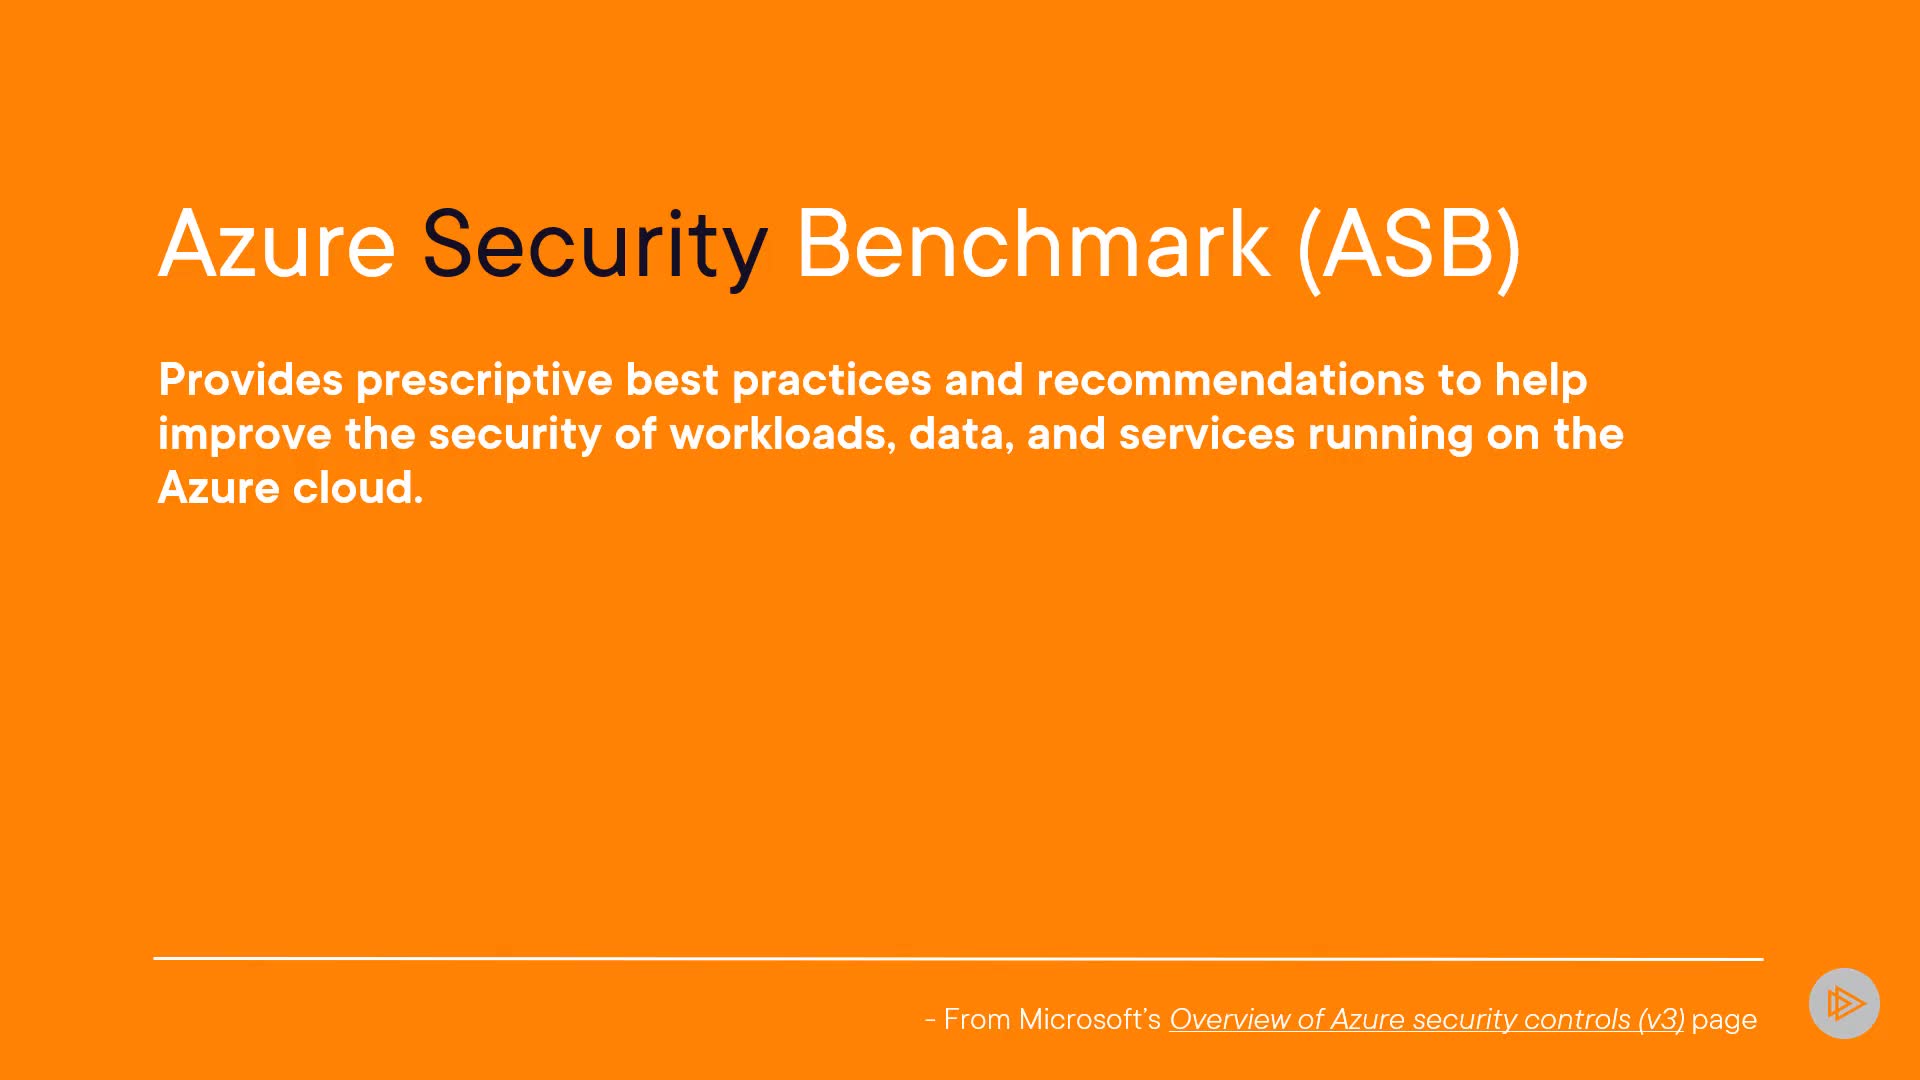 Azure Security Benchmark (ASB)
Provides prescriptive best practices and recommendations to help
improve the security of workloads, data, and services running on the
Azure cloud.
- From Microsoft’s Overview of Azure security controls (v3) page